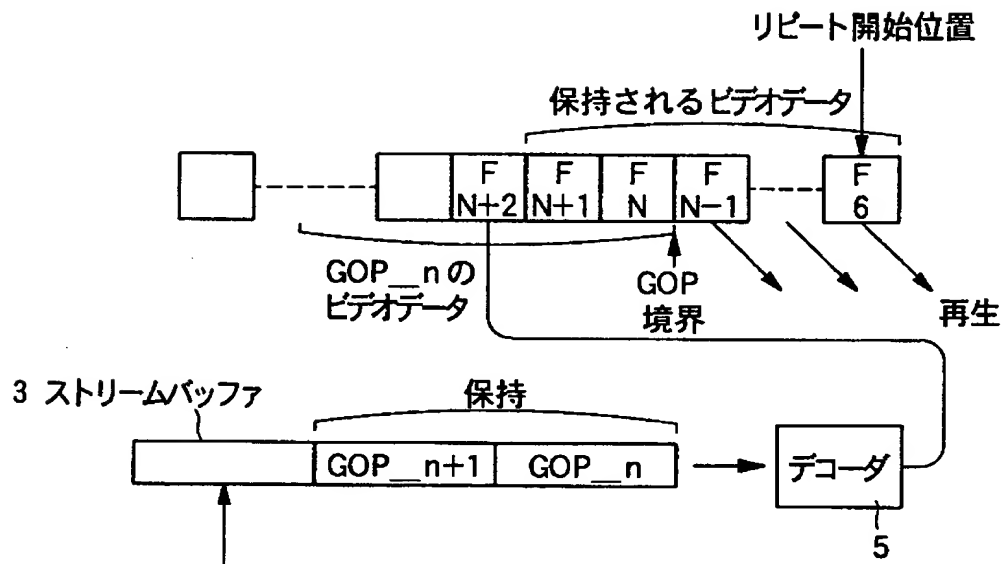 リピート開始位置
保持されるビデオデータ
F N+2
F N+1
F N
F N−1
F 6
GOP__nの
ビデオデータ
GOP
境界
再生
3 ストリームバッファ
保持
GOP__n+1
GOP__n
デコーダ
5